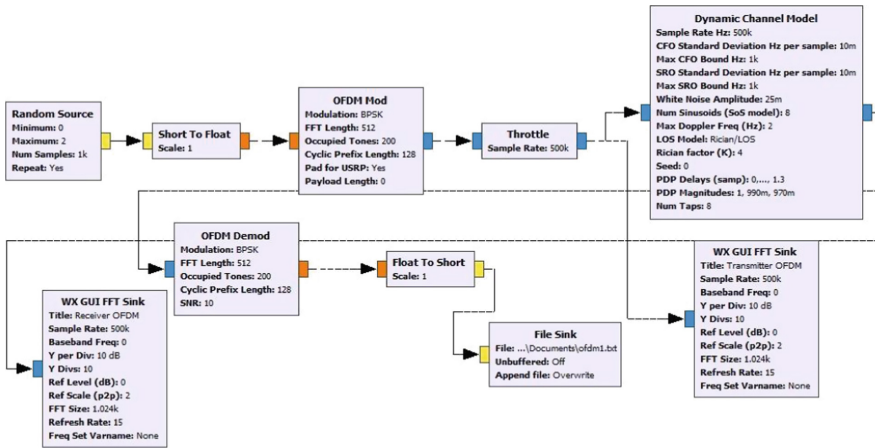 Random Source
Minimum: 0
Maximum: 2
Num Samples: 1k
Repeat: Yes
Short To Float
Scale: 1
OFDM Mod
Modulation: BPSK
FFT Length: 512
Occupied Tones: 200
Cyclic Prefix Length: 128
Pad for USRP: Yes
Payload Length: 0
Throttle
Sample Rate: 500k
Dynamic Channel Model
Sample Rate Hz: 500k
CFO Standard Deviation Hz per sample: 10m
Max CFO Bound Hz: 1k
SRO Standard Deviation Hz per sample: 10m
Max SRO Bound Hz: 1k
White Noise Amplitude: 25m
Num Sinusoids (SoS model): 8
Max Doppler Freq (Hz): 2
LOS Model: Rician/LOS
Rician factor (K): 4
Seed: 0
PDP Delays (samp): 0,..., 1.3
PDP Magnitudes: 1, 990m, 970m
Num Taps: 8
OFDM Demod
Modulation: BPSK
FFT Length: 512
Occupied Tones: 200
Cyclic Prefix Length: 128
SNR: 10
Float To Short
Scale: 1
WX GUI FFT Sink
Title: Receiver OFDM
Sample Rate: 500k
Baseband Freq: 0
Y per Div: 10 dB
Y Divs: 10
Ref Level (dB): 0
Ref Scale (p2p): 2
FFT Size: 1.024k
Refresh Rate: 15
Freq Set Varname: None
File Sink
File: ...\Documents\ofdm1.txt
Unbuffered: Off
Append file: Overwrite
WX GUI FFT Sink
Title: Transmitter OFDM
Sample Rate: 500k
Baseband Freq: 0
Y per Div: 10 dB
Y Divs: 10
Ref Level (dB): 0
Ref Scale (p2p): 2
FFT Size: 1.024k
Refresh Rate: 15
Freq Set Varname: None